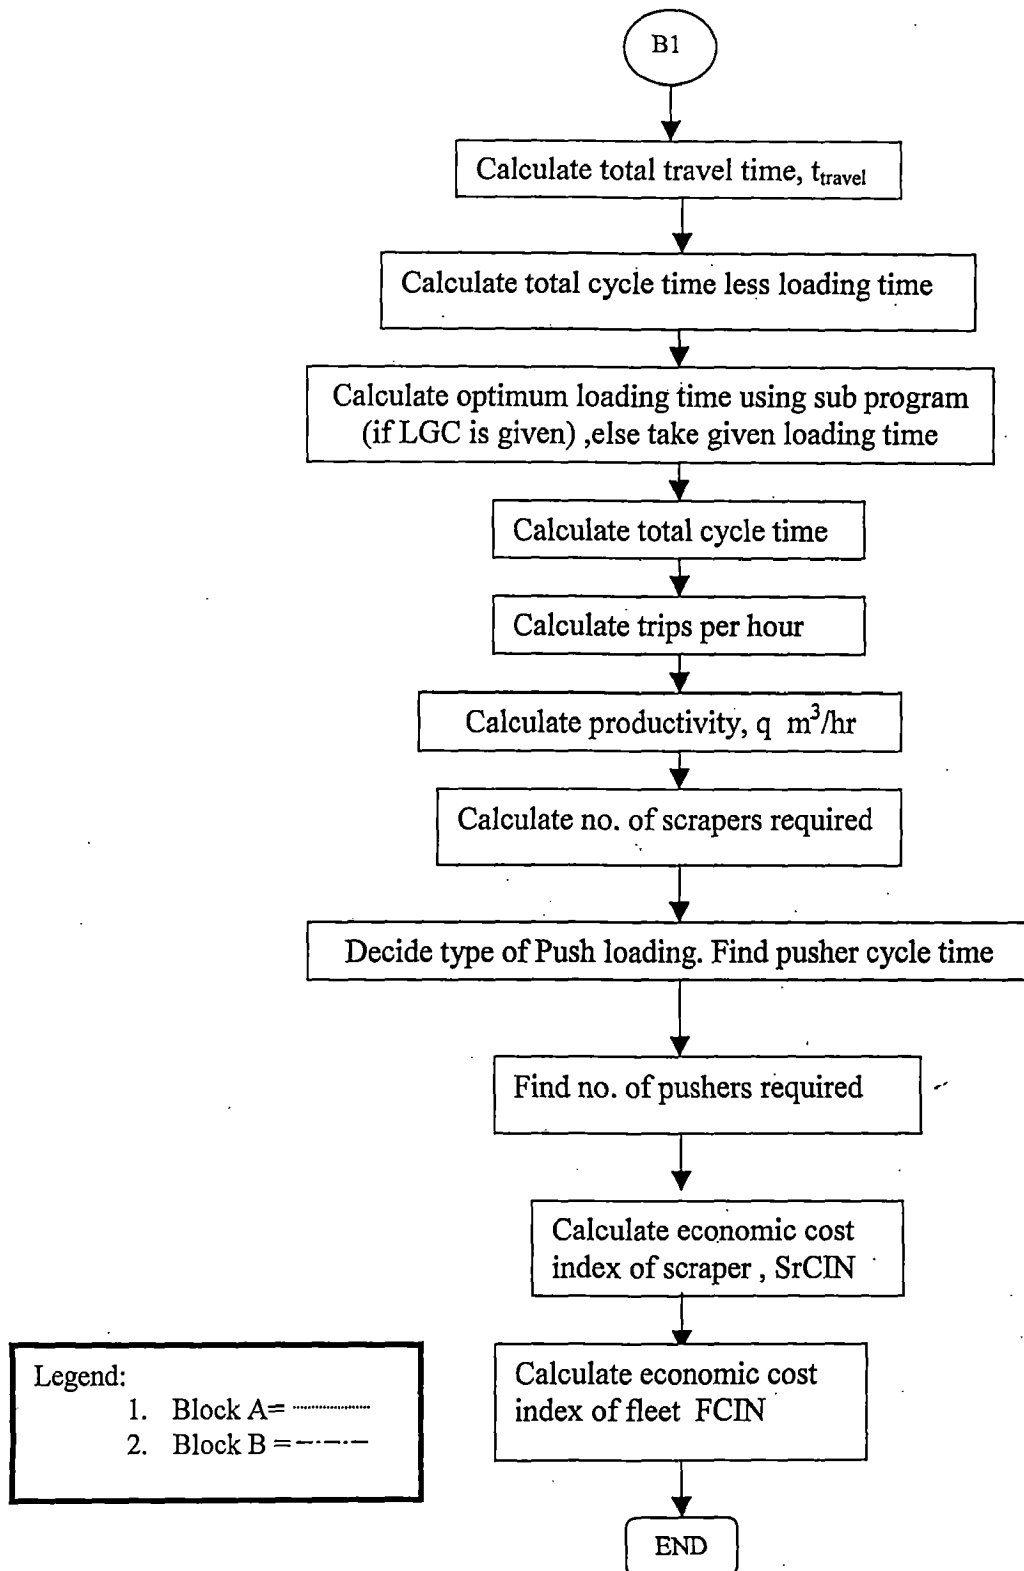 B1
Calculate total travel time, t_travel
Calculate total cycle time less loading time
Calculate optimum loading time using sub program
(if LGC is given) ,else take given loading time
Calculate total cycle time
Calculate trips per hour
Calculate productivity, q m³/hr
Calculate no. of scrapers required
Decide type of Push loading. Find pusher cycle time
Find no. of pushers required
Calculate economic cost
index of scraper , SrCIN
Calculate economic cost
index of fleet FCIN
Legend:
1. Block A=
2. Block B =
END